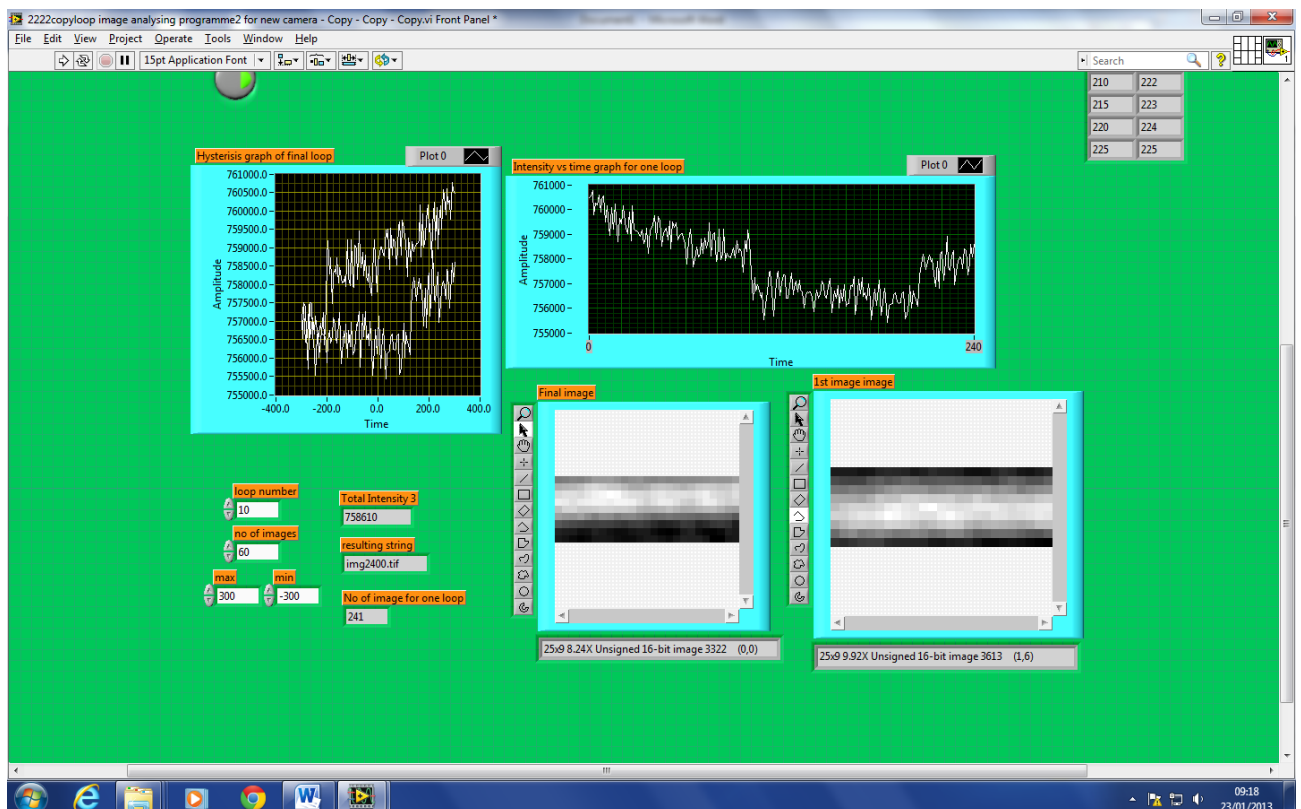 2222copyloop image analysing programme2 for new camera - Copy - Copy - Copy.vi Front Panel *
File Edit View Project Operate Tools Window Help
15pt Application Font
Search
210 222
215 223
220 224
225 225
Hysterisis graph of final loop
Plot 0
761000.0
760500.0
760000.0
759500.0
759000.0
758500.0
758000.0
757500.0
757000.0
756500.0
756000.0
755500.0
755000.0
Amplitude
-400.0 -200.0 0.0 200.0 400.0
Time
Intensity vs time graph for one loop
Plot 0
761000
760000
759000
758000
757000
756000
755000
Amplitude
0 240
Time
Final image
25x9 8.24X Unsigned 16-bit image 3322 (0,0)
1st image image
25x9 9.92X Unsigned 16-bit image 3613 (1,6)
loop number
10
no of images
60
max min
300 -300
Total Intensity 3
758610
resulting string
img2400.tif
No of image for one loop
241
09:18
23/01/2013